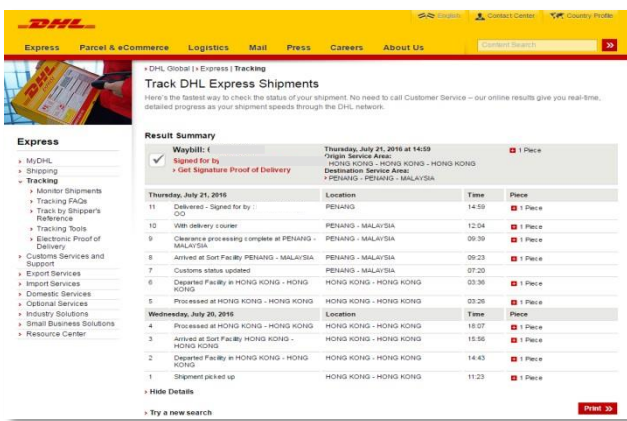 DHL
English
Contact Center
Country Profile
Express Parcel & eCommerce Logistics Mail Press Careers About Us
Content Search
DHL Global | Express | Tracking
Track DHL Express Shipments
Here's the fastest way to check the status of your shipment. No need to call Customer Service – our online results give you real-time,
detailed progress as your shipment speeds through the DHL network.
Express
MyDHL
Shipping
Tracking
Monitor Shipments
Tracking FAQs
Track by Shipper's
Reference
Tracking Tools
Electronic Proof of
Delivery
Customs Services and
Support
Export Services
Import Services
Domestic Services
Optional Services
Industry Solutions
Small Business Solutions
Resource Center
Result Summary
Waybill: 6
Signed for by
Get Signature Proof of Delivery
Thursday, July 21, 2016 at 14:59
Origin Service Area:
HONG KONG - HONG KONG - HONG KONG
Destination Service Area:
PENANG - PENANG - MALAYSIA
1 Piece
Thursday, July 21, 2016 Location Time Piece
11 Delivered - Signed for by : PENANG 14:59 1 Piece
OO
10 With delivery courier PENANG - MALAYSIA 12:04 1 Piece
9 Clearance processing complete at PENANG - PENANG - MALAYSIA 09:39 1 Piece
MALAYSIA
8 Arrived at Sort Facility PENANG - MALAYSIA PENANG - MALAYSIA 09:23 1 Piece
7 Customs status updated PENANG - MALAYSIA 07:20
6 Departed Facility in HONG KONG - HONG HONG KONG - HONG KONG 03:36 1 Piece
KONG
5 Processed at HONG KONG - HONG KONG HONG KONG - HONG KONG 03:26 1 Piece
Wednesday, July 20, 2016 Location Time Piece
4 Processed at HONG KONG - HONG KONG HONG KONG - HONG KONG 18:07 1 Piece
3 Arrived at Sort Facility HONG KONG - HONG KONG - HONG KONG 15:56 1 Piece
HONG KONG
2 Departed Facility in HONG KONG - HONG HONG KONG - HONG KONG 14:43 1 Piece
KONG
1 Shipment picked up HONG KONG - HONG KONG 11:23 1 Piece
Hide Details
Try a new search
Print